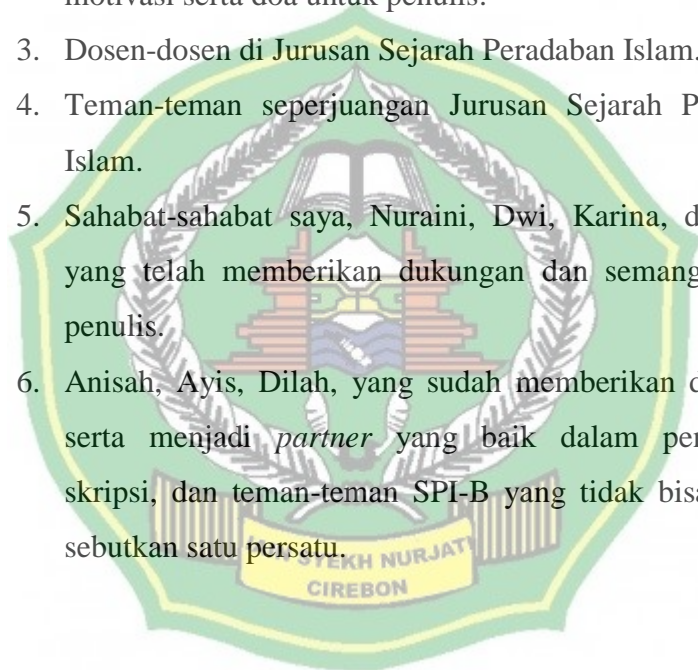 motivasi serta doa untuk penulis.
3. Dosen-dosen di Jurusan Sejarah Peradaban Islam.
4. Teman-teman seperjuangan Jurusan Sejarah P
Islam.
5. Sahabat-sahabat saya, Nuraini, Dwi, Karina, d
yang telah memberikan dukungan dan semang
penulis.
6. Anisah, Ayis, Dilah, yang sudah memberikan d
serta menjadi partner yang baik dalam per
skripsi, dan teman-teman SPI-B yang tidak bisa
sebutkan satu persatu.
SYEKH NURJATI
CIREBON